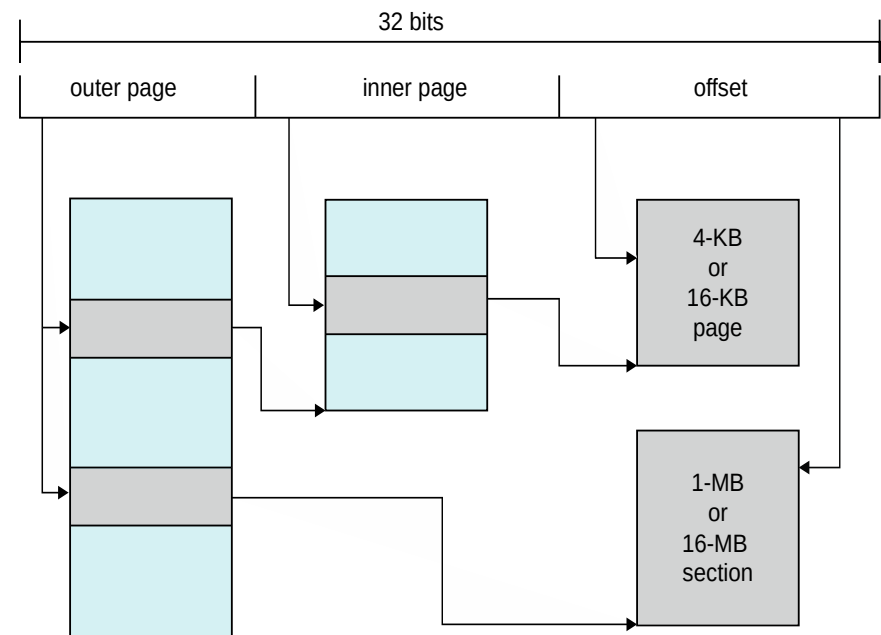 32 bits
outer page
inner page
offset
4-KB
or
16-KB
page
1-MB
or
16-MB
section